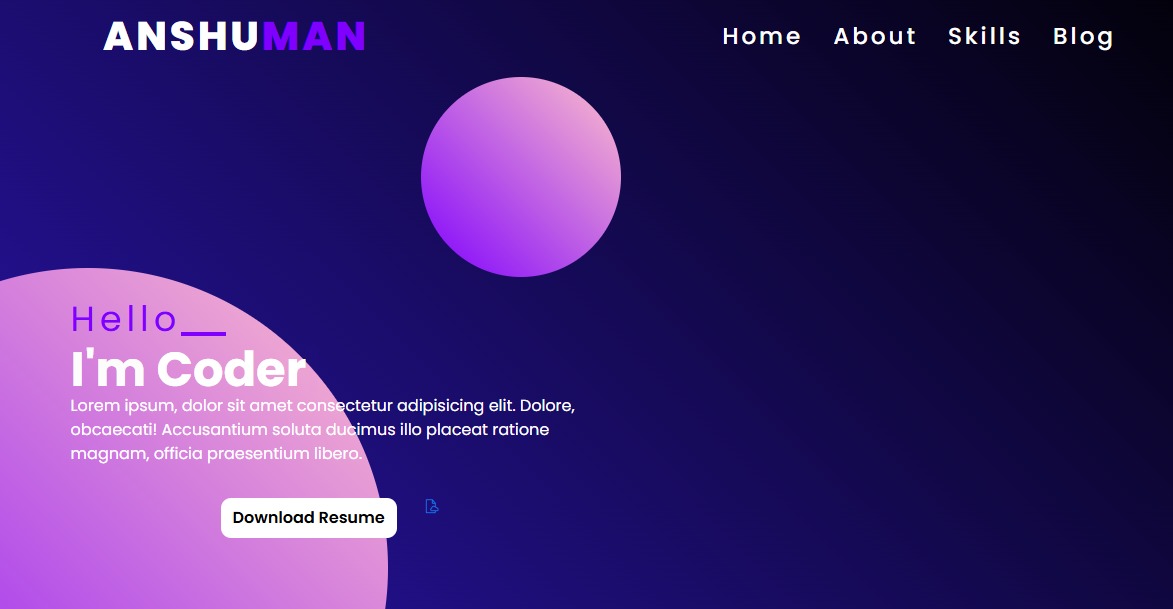 ANSHUMAN
Home About Skills Blog
Hello__
I'm Coder
Lorem ipsum, dolor sit amet consectetur adipisicing elit. Dolore,
obcaecati! Accusantium soluta ducimus illo placeat ratione
magnam, officia praesentium libero.
Download Resume